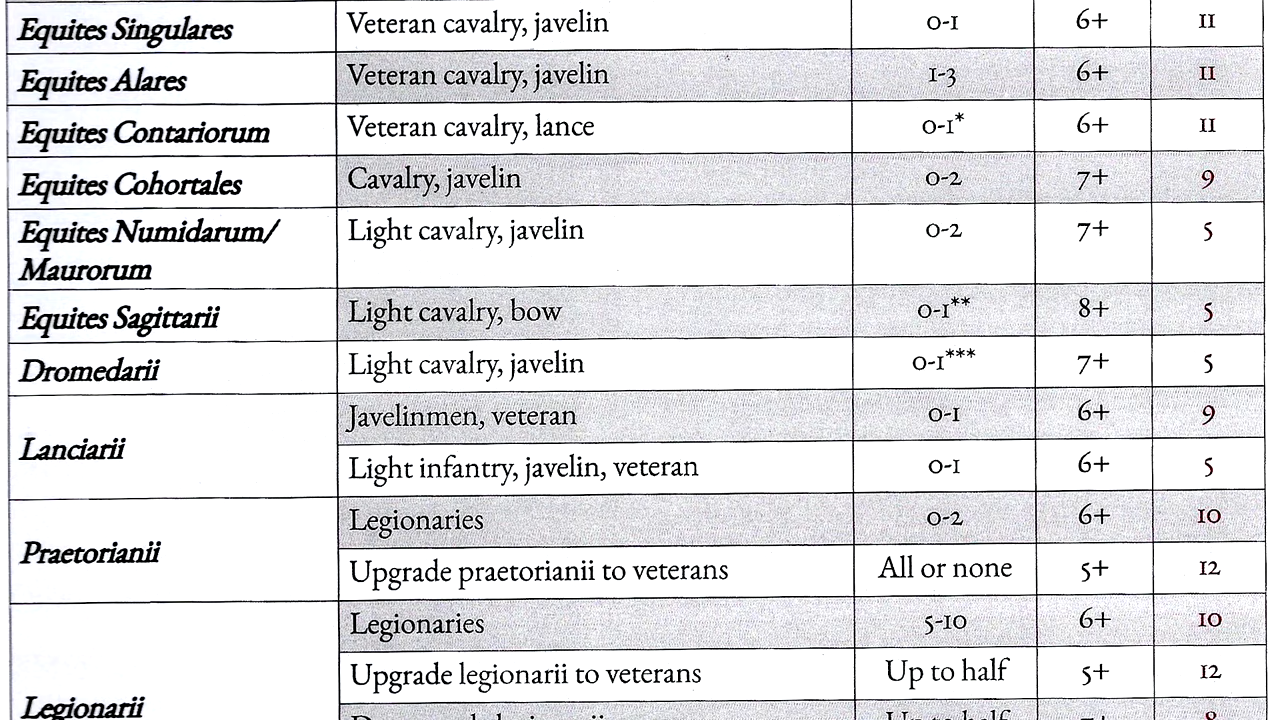 Equites Singulares Veteran cavalry, javelin 0-1 6+ 11
Equites Alares Veteran cavalry, javelin 1-3 6+ 11
Equites Contariorum Veteran cavalry, lance 0-1* 6+ 11
Equites Cohortales Cavalry, javelin 0-2 7+ 9
Equites Numidarum/ Light cavalry, javelin 0-2 7+ 5
Maurorum
Equites Sagittarii Light cavalry, bow 0-1** 8+ 5
Dromedarii Light cavalry, javelin 0-1*** 7+ 5
Lanciarii
Javelinmen, veteran 0-1 6+ 9
Light infantry, javelin, veteran 0-1 6+ 5
Praetorianii
Legionaries 0-2 6+ 10
Upgrade praetorianii to veterans All or none 5+ 12
Legionarii
Legionaries 5-10 6+ 10
Upgrade legionarii to veterans Up to half 5+ 12
Up to half 8